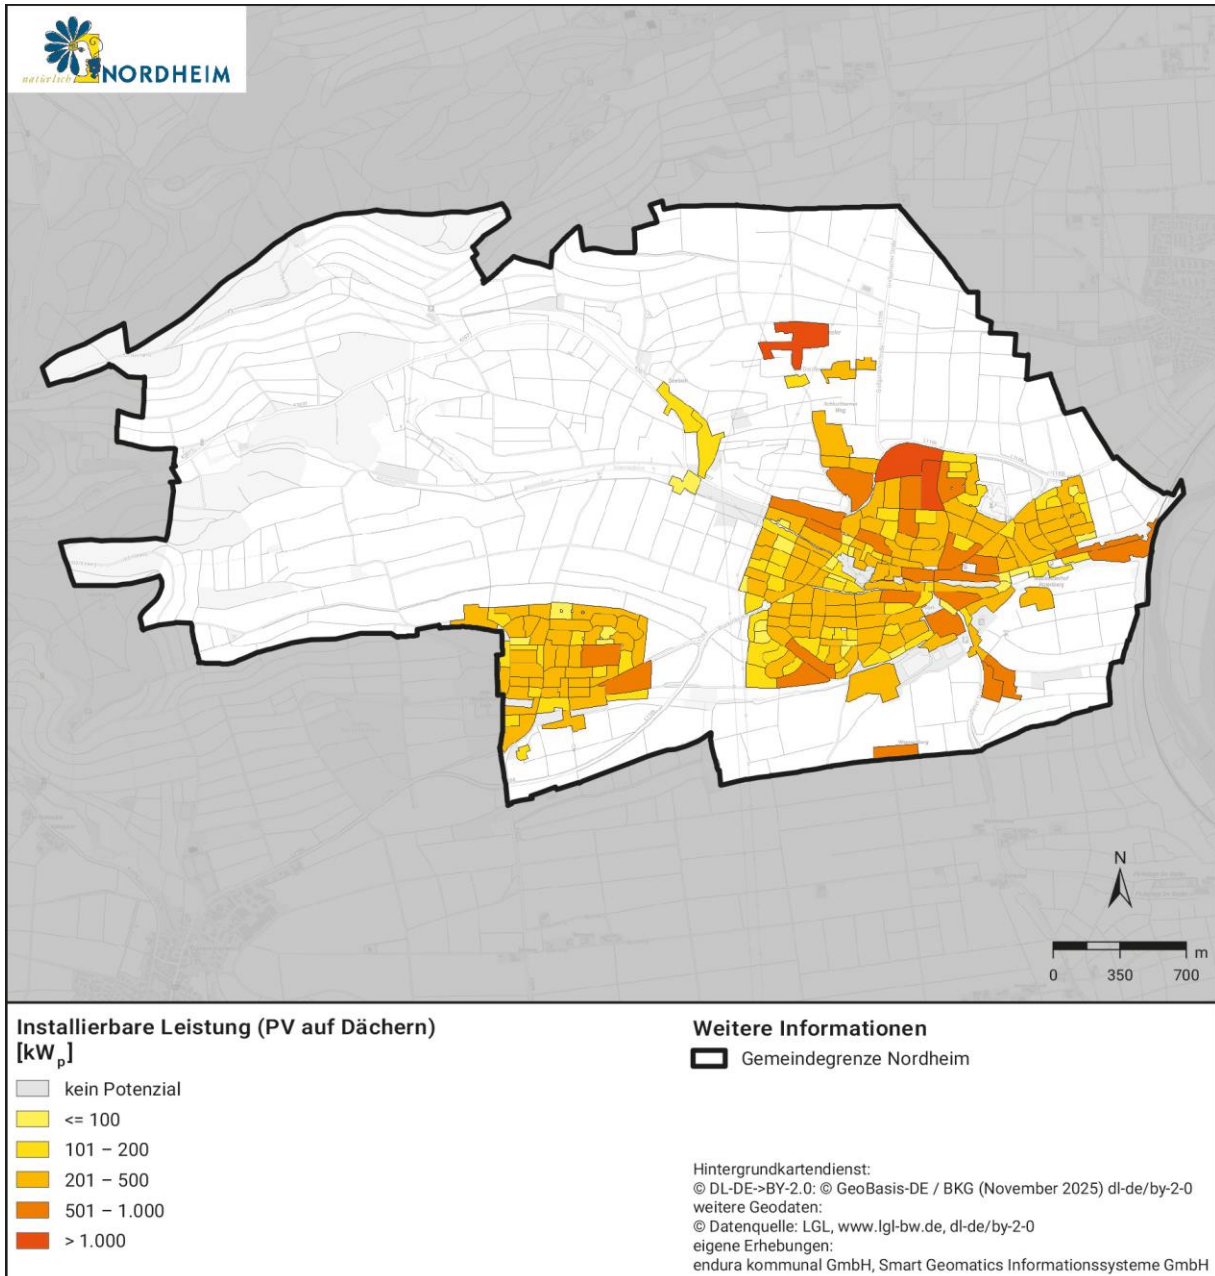 natürlich
NORDHEIM
N
0 350 700 m
Installierbare Leistung (PV auf Dächern)
[kWp]
kein Potenzial
<= 100
101 – 200
201 – 500
501 – 1.000
> 1.000
Weitere Informationen
Gemeindegrenze Nordheim
Hintergrundkartendienst:
© DL-DE->BY-2.0: © GeoBasis-DE / BKG (November 2025) dl-de/by-2-0
weitere Geodaten:
© Datenquelle: LGL, www.lgl-bw.de, dl-de/by-2-0
eigene Erhebungen:
endura kommunal GmbH, Smart Geomatics Informationssysteme GmbH